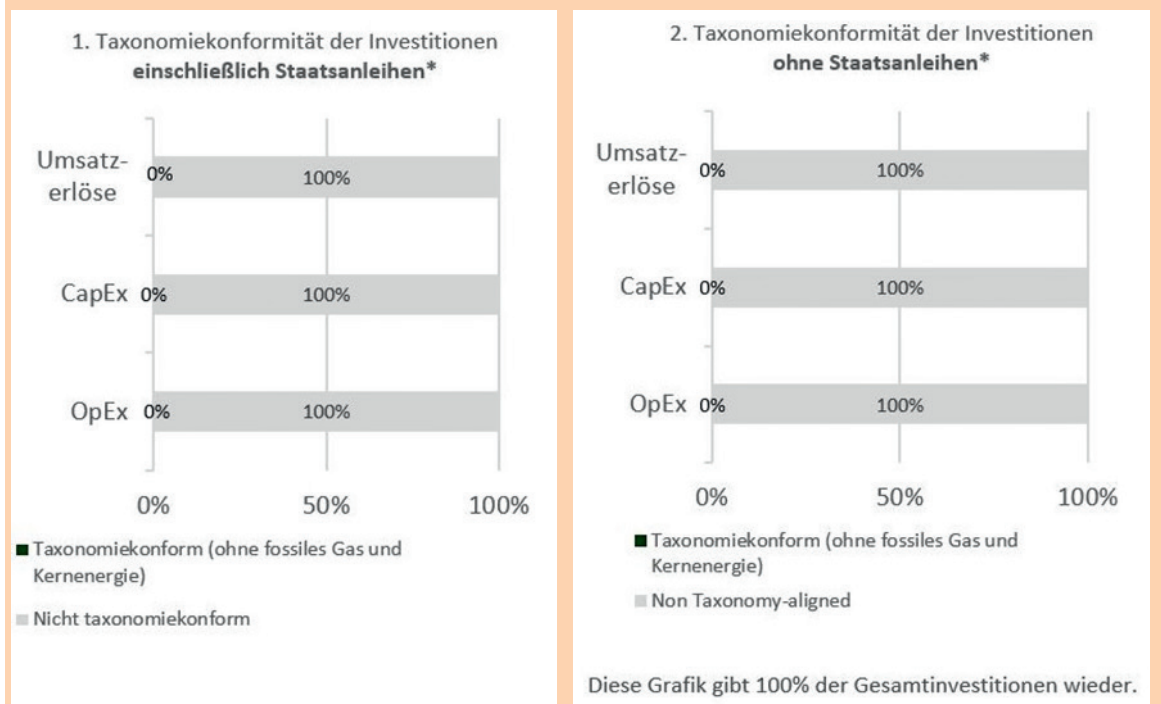 1. Taxonomiekonformität der Investitionen
einschließlich Staatsanleihen*
Umsatz-
erlöse
0%
100%
CapEx
0%
100%
OpEx
0%
100%
0%
50%
100%
Taxonomiekonform (ohne fossiles Gas und
Kernenergie)
Nicht taxonomiekonform
2. Taxonomiekonformität der Investitionen
ohne Staatsanleihen*
Umsatz-
erlöse
0%
100%
CapEx
0%
100%
OpEx
0%
100%
0%
50%
100%
Taxonomiekonform (ohne fossiles Gas und
Kernenergie)
Non Taxonomy-aligned
Diese Grafik gibt 100% der Gesamtinvestitionen wieder.